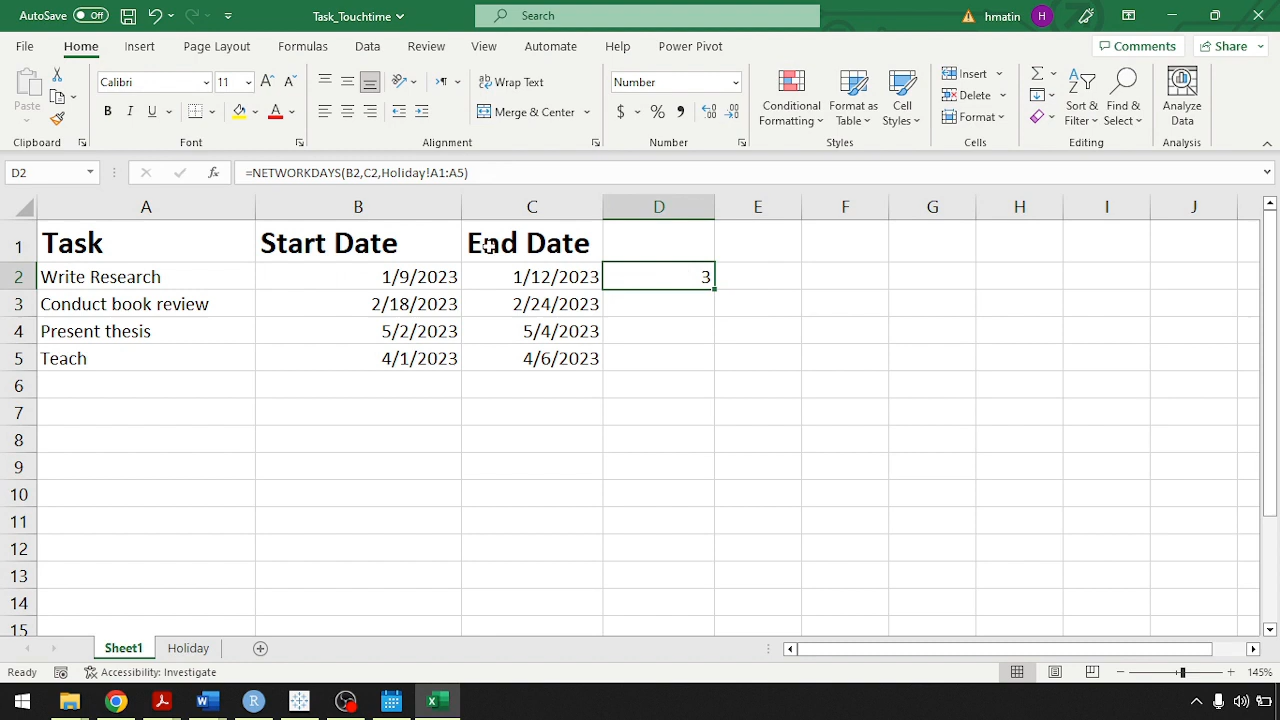 AutoSave Off Task_Touchtime Search hmatin H
File Home Insert Page Layout Formulas Data Review View Automate Help Power Pivot Comments Share
Paste Calibri 11 A A Wrap Text Number Conditional Formatting Format as Table Cell Styles Insert Sort & Filter Find & Select Analyze Data
B I U A Merge & Center $ % Delete
Format
Clipboard Font Alignment Number Styles Cells Editing Analysis
D2 fx =NETWORKDAYS(B2,C2,Holiday!A1:A5)
A B C D E F G H I J
1 Task Start Date End Date
2 Write Research 1/9/2023 1/12/2023 3
3 Conduct book review 2/18/2023 2/24/2023
4 Present thesis 5/2/2023 5/4/2023
5 Teach 4/1/2023 4/6/2023
6
7
8
9
10
11
12
13
14
15
Sheet1 Holiday
Ready Accessibility: Investigate 145%